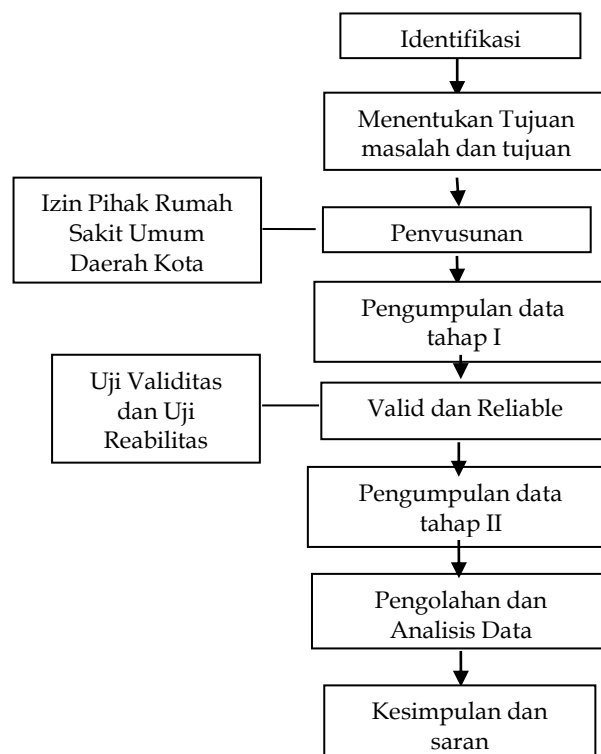 Identifikasi
Menentukan Tujuan
masalah dan tujuan
Izin Pihak Rumah
Sakit Umum
Daerah Kota
Penyusunan
Pengumpulan data
tahap I
Uji Validitas
dan Uji
Reabilitas
Valid dan Reliable
Pengumpulan data
tahap II
Pengolahan dan
Analisis Data
Kesimpulan dan
saran